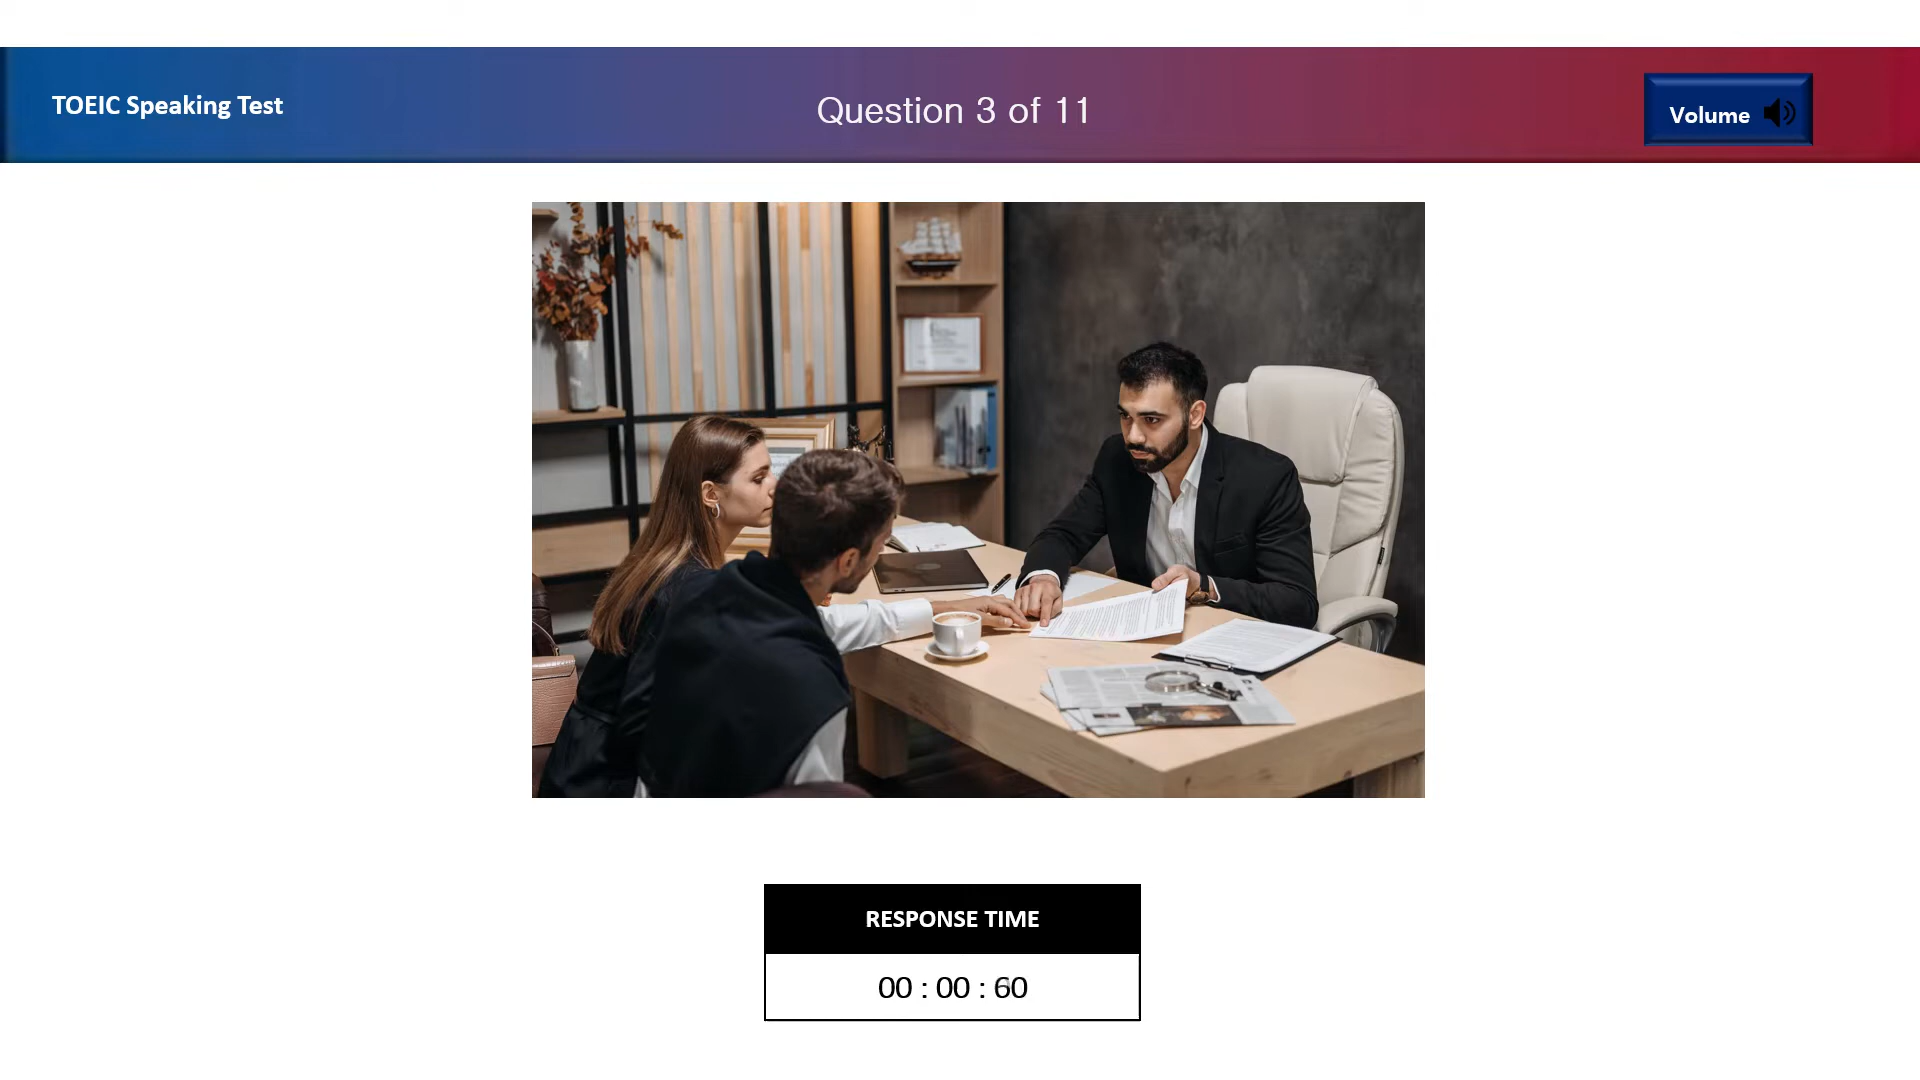 TOEIC Speaking Test
Question 3 of 11
Volume
RESPONSE TIME
00 : 00 : 60